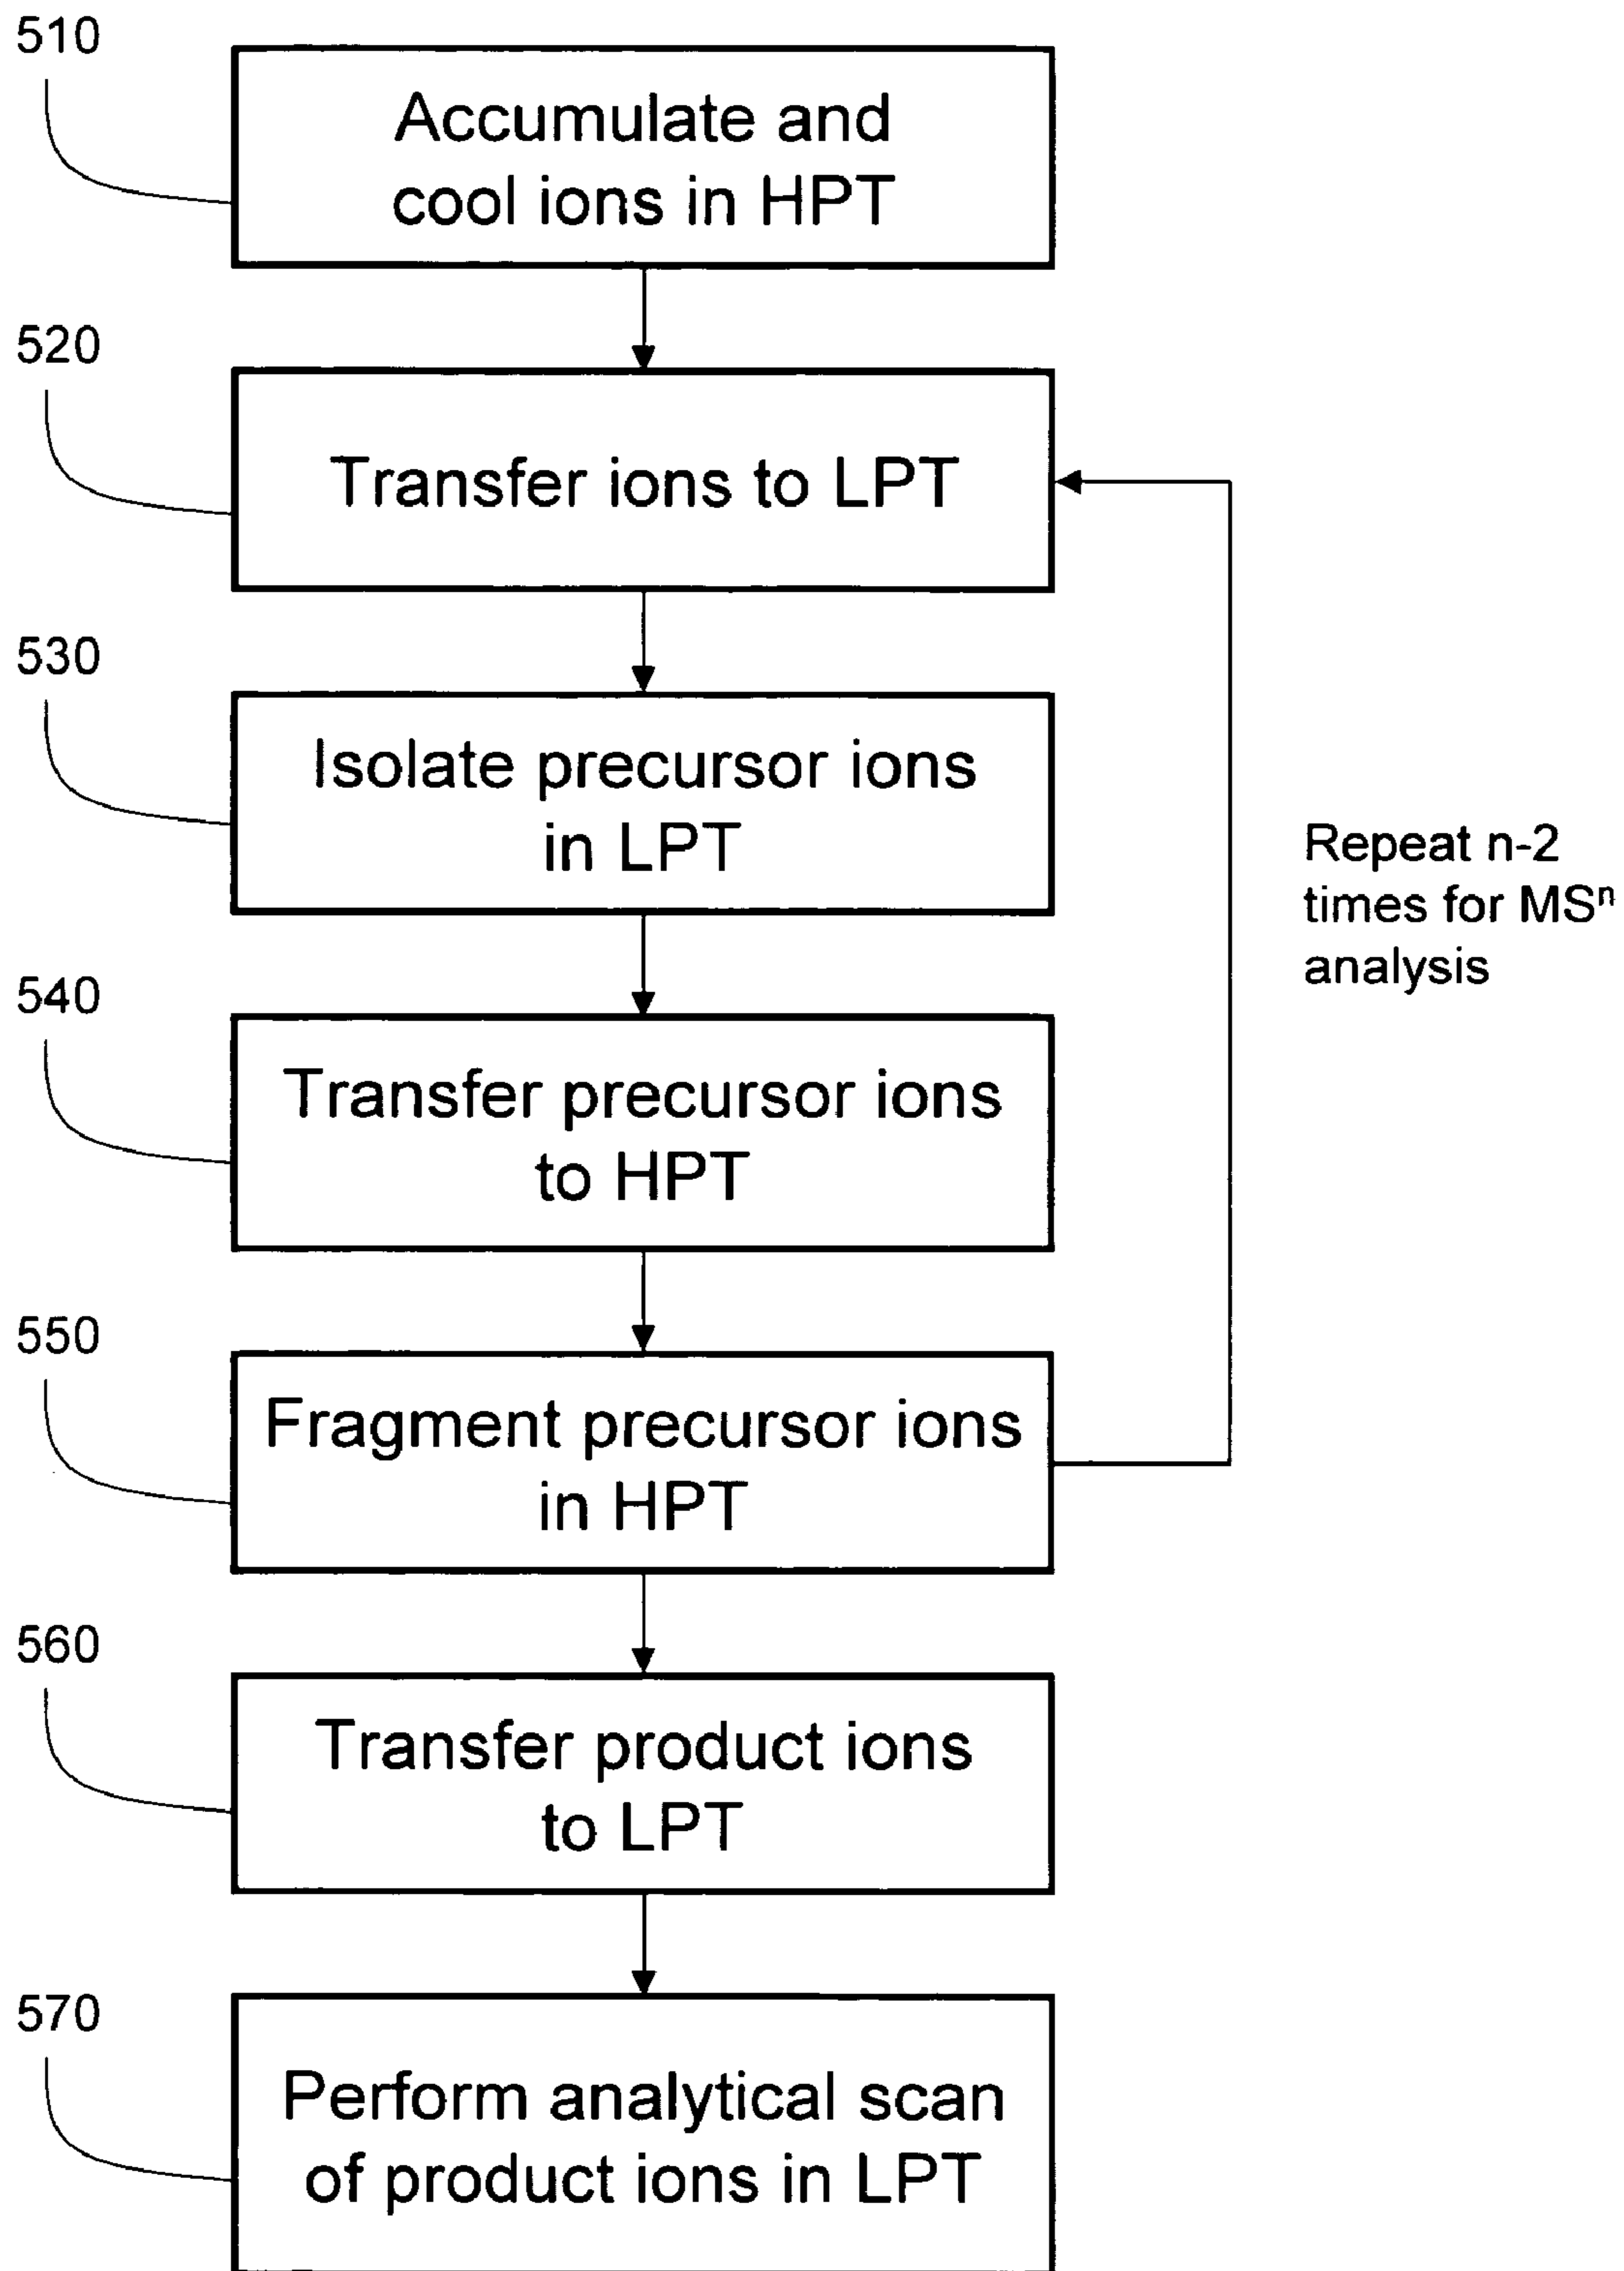 510
Accumulate and
cool ions in HPT
520
Transfer ions to LPT
530
Isolate precursor ions
in LPT
Repeat n-2
times for MSⁿ
analysis
540
Transfer precursor ions
to HPT
550
Fragment precursor ions
in HPT
560
Transfer product ions
to LPT
570
Perform analytical scan
of product ions in LPT